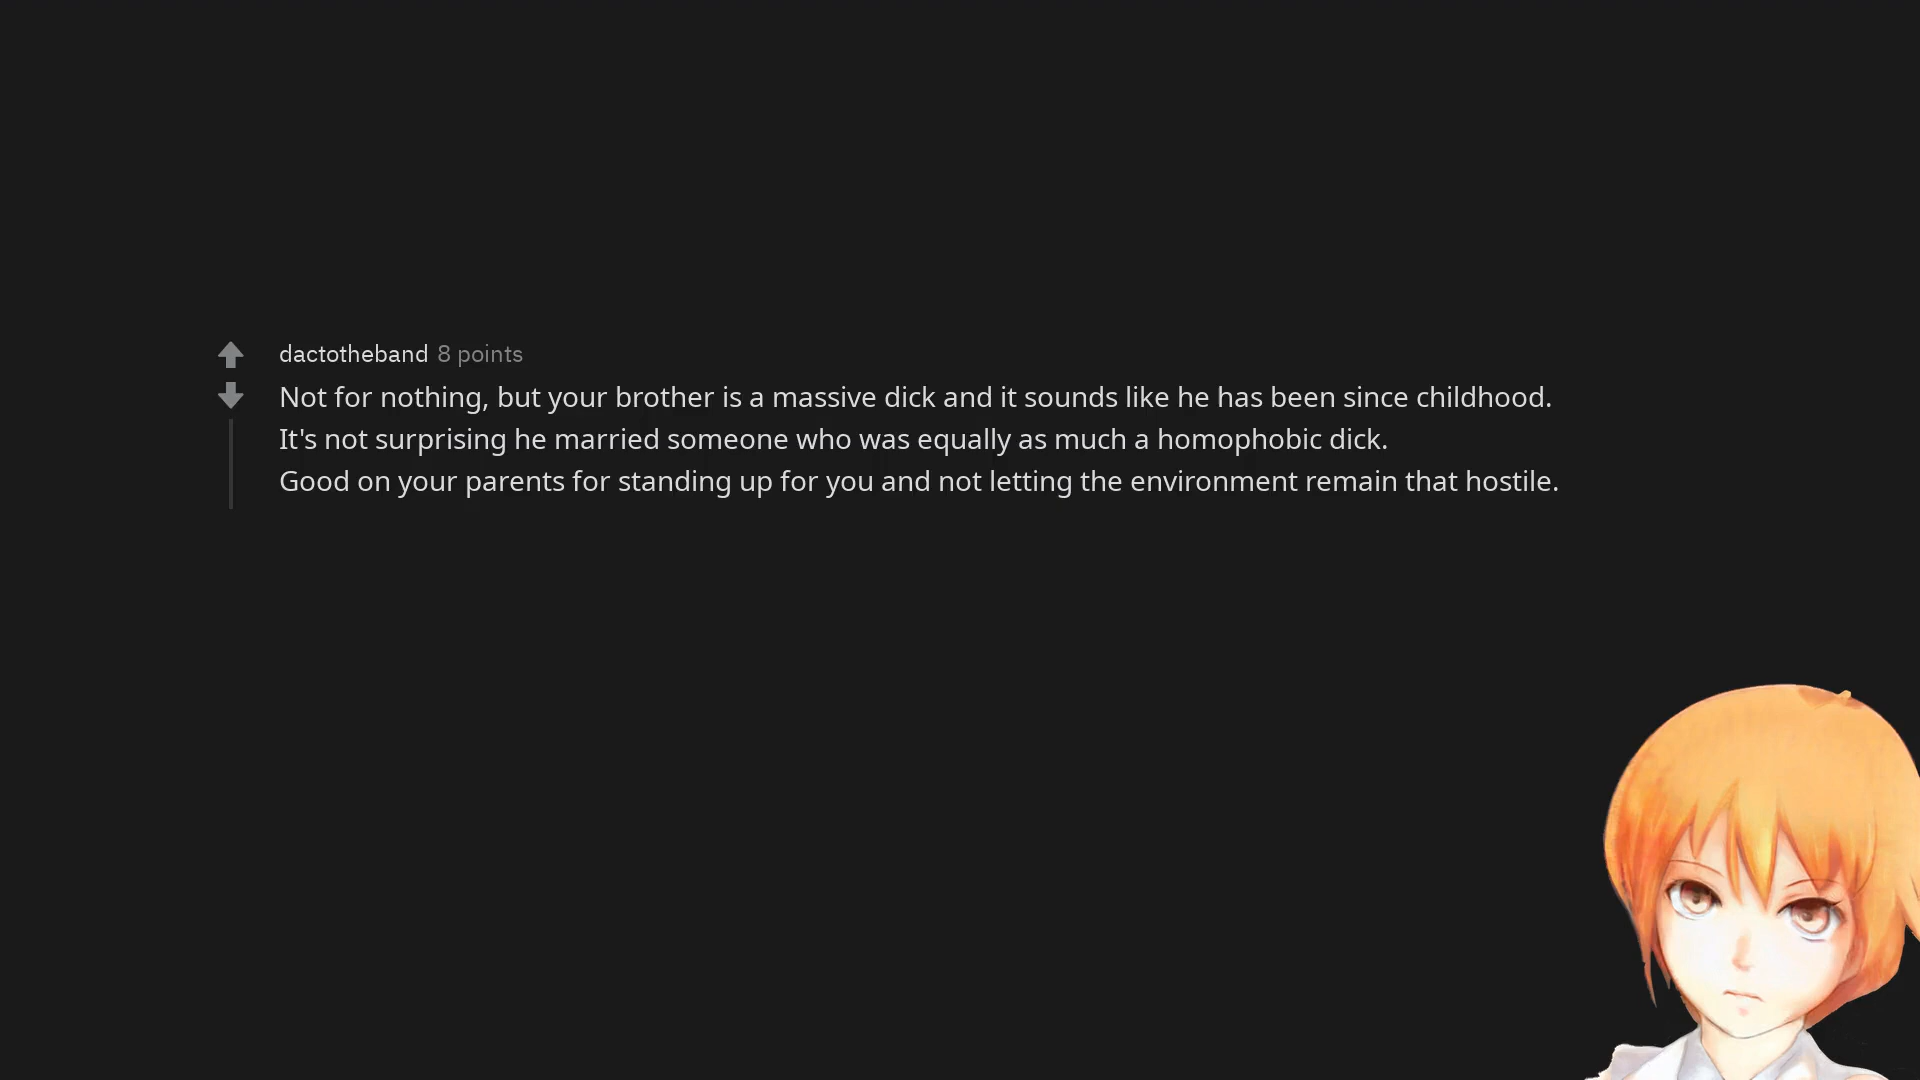 dactotheband 8 points
Not for nothing, but your brother is a massive dick and it sounds like he has been since childhood.
It's not surprising he married someone who was equally as much a homophobic dick.
Good on your parents for standing up for you and not letting the environment remain that hostile.